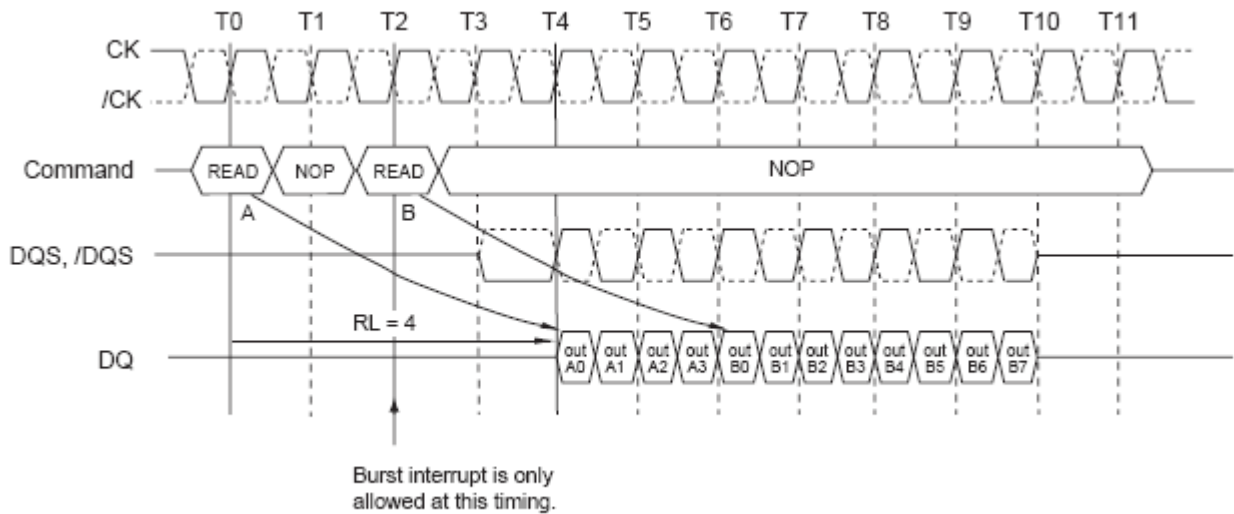 T0 T1 T2 T3 T4 T5 T6 T7 T8 T9 T10 T11
CK
/CK
Command READ NOP READ NOP
A B
DQS, /DQS
RL = 4
DQ out A0 out A1 out A2 out A3 out B0 out B1 out B2 out B3 out B4 out B5 out B6 out B7
Burst interrupt is only
allowed at this timing.